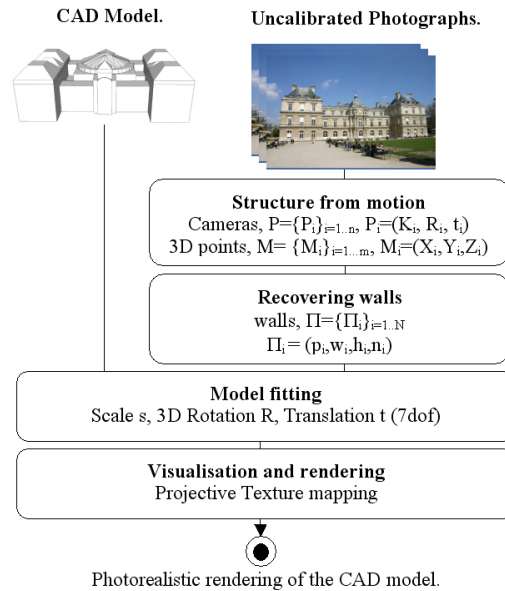 CAD Model.
Uncalibrated Photographs.
Structure from motion
Cameras, P={Pᵢ}ᵢ₌₁..ₙ, Pᵢ=(Kᵢ, Rᵢ, tᵢ)
3D points, M= {Mᵢ}ᵢ₌₁...ₘ, Mᵢ=(Xᵢ,Yᵢ,Zᵢ)
Recovering walls
walls, Π={Πᵢ}ᵢ₌₁..N
Πᵢ = (pᵢ,wᵢ,hᵢ,nᵢ)
Model fitting
Scale s, 3D Rotation R, Translation t (7dof)
Visualisation and rendering
Projective Texture mapping
Photorealistic rendering of the CAD model.